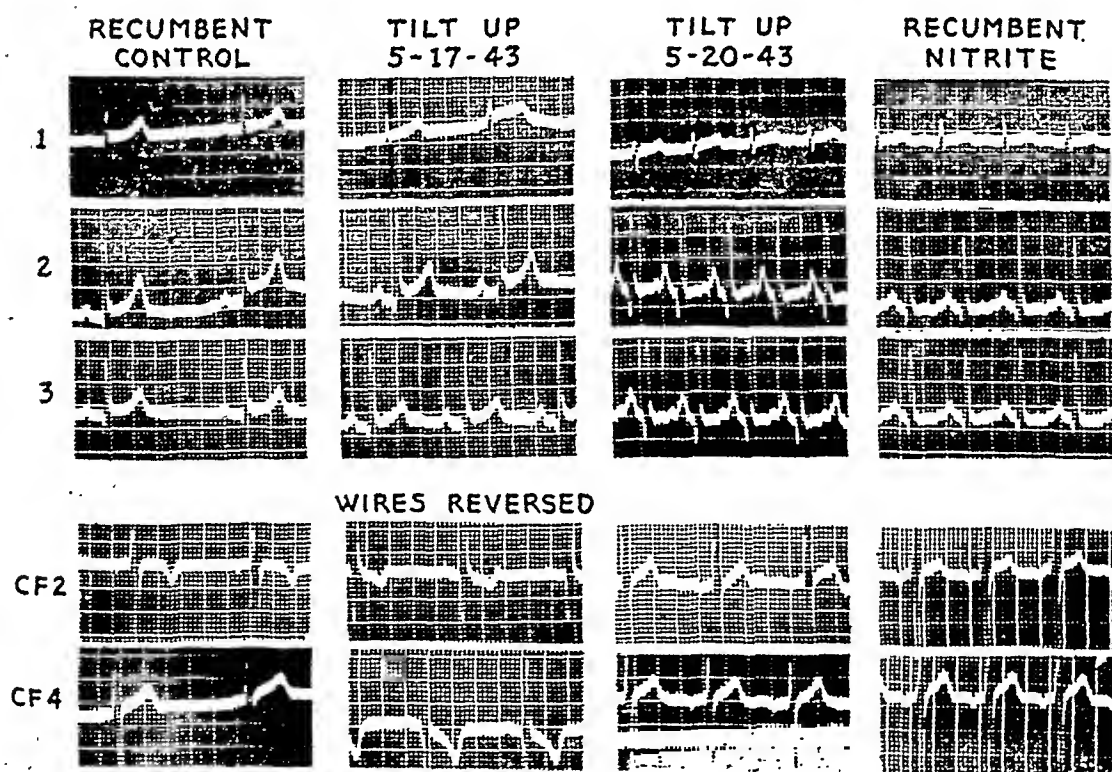 RECUMBENT
CONTROL
TILT UP
5-17-43
TILT UP
5-20-43
RECUMBENT
NITRITE
1
2
3
WIRES REVERSED
CF2
CF4